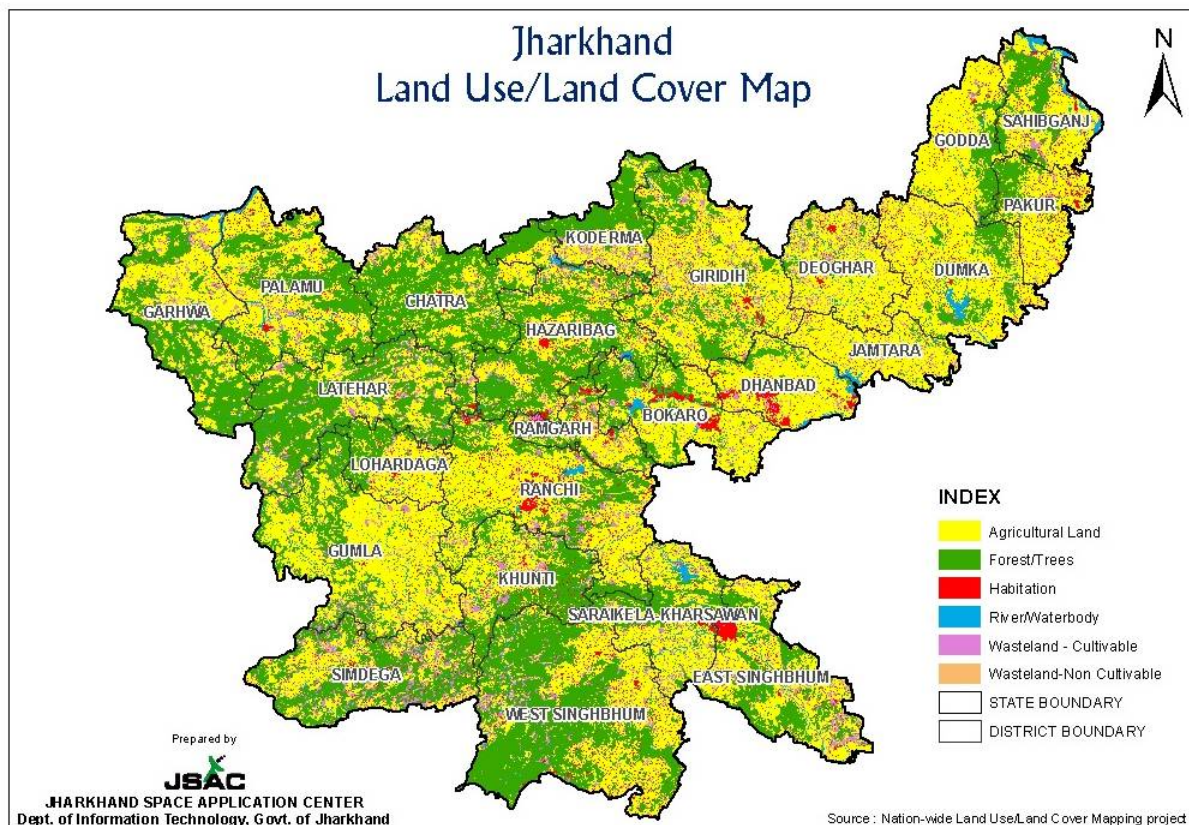 Jharkhand
Land Use/Land Cover Map
N
SAHIBGANJ
GODDA
PAKUR
KODERMA
GIRIDIH
DEOGHAR
DUMKA
PALAMU
GARHWA
CHATRA
HAZARIBAG
JAMTARA
LATEHAR
DHANBAD
BOKARO
RAMGARH
LOHARDAGA
RANCHI
GUMLA
KHUNTI
SARAIKELA-KHARSAWAN
SIMDEGA
EAST SINGHBHUM
WEST SINGHBHUM
INDEX
Agricultural Land
Forest/Trees
Habitation
River/Waterbody
Wasteland - Cultivable
Wasteland-Non Cultivable
STATE BOUNDARY
DISTRICT BOUNDARY
Prepared by
JSAC
JHARKHAND SPACE APPLICATION CENTER
Dept. of Information Technology, Govt. of Jharkhand
Source : Nation-wide Land Use/Land Cover Mapping project